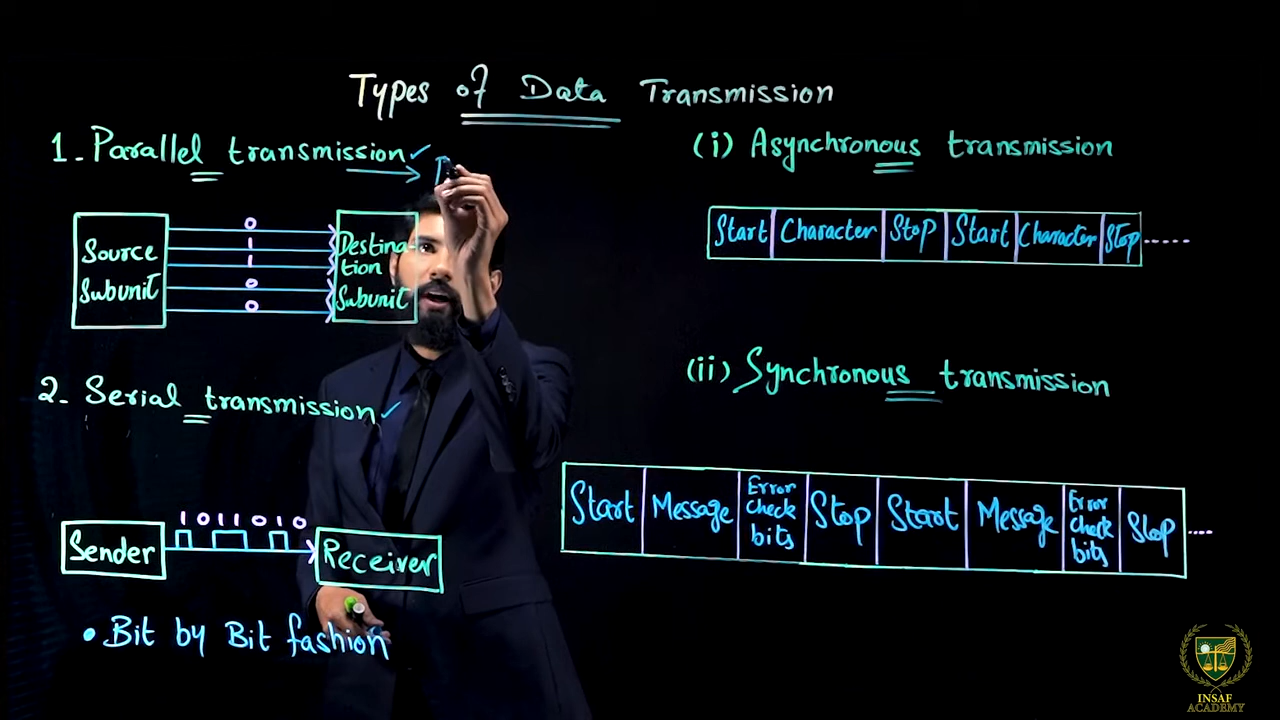 Types of Data Transmission
1. Parallel transmission ✓ →
Source
Subunit
0
1
1
0
0
Destina-
tion
Subunit
2. Serial transmission ✓
Sender
1011010
Receiver
• Bit by Bit fashion
(i) Asynchronous transmission
Start Character Stop Start Character Stop ......
(ii) Synchronous transmission
Start Message Error check bits Stop Start Message Error check bits Stop ....
INSAF
ACADEMY